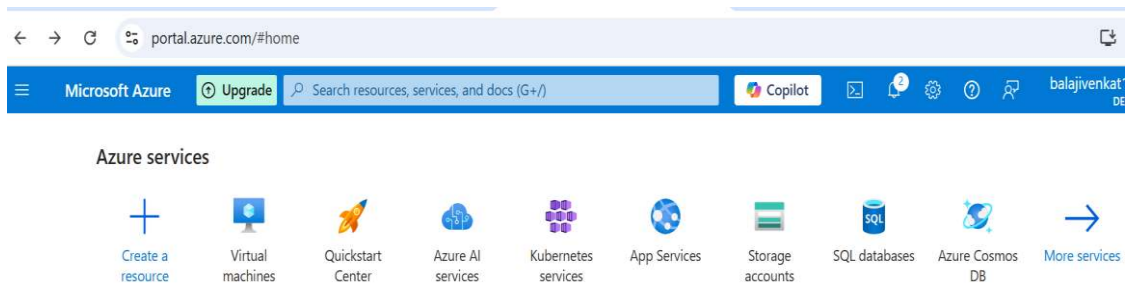 portal.azure.com/#home
Microsoft Azure Upgrade Search resources, services, and docs (G+/) Copilot 2 balajivenkat1
DE
Azure services
Create a resource
Virtual machines
Quickstart Center
Azure AI services
Kubernetes services
App Services
Storage accounts
SQL databases
Azure Cosmos DB
More services